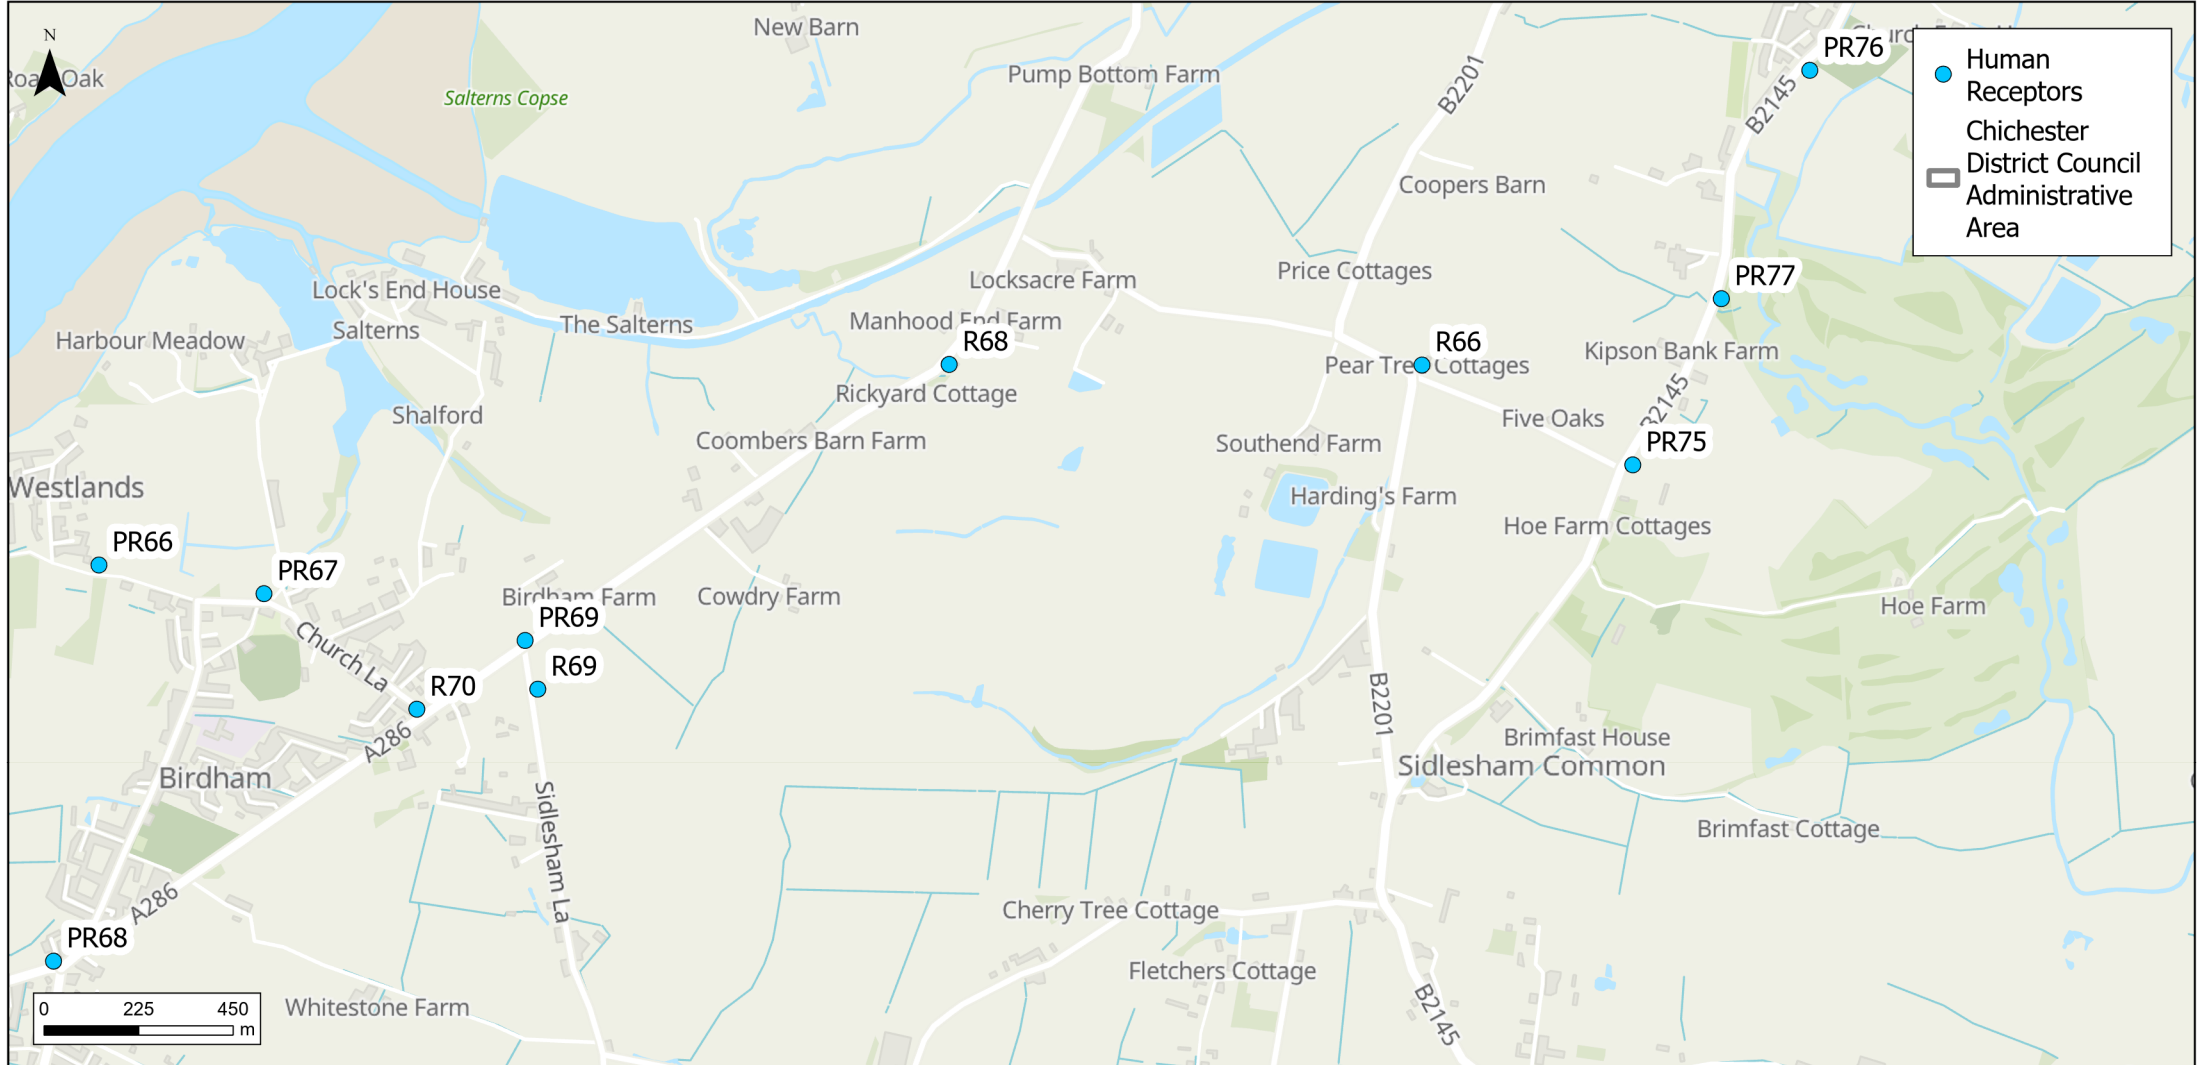 New Barn
Church Farm
N
PR76
Human
Receptors
Roa Oak
Pump Bottom Farm
B2201
Salterns Copse
B2145
Chichester
District Council
Administrative
Area
Coopers Barn
Price Cottages
PR77
Locksacre Farm
Lock's End House
The Salterns
Manhood End Farm
Salterns
Harbour Meadow
R68
R66
Kipson Bank Farm
Pear Tree Cottages
Rickyard Cottage
B2145
Shalford
Five Oaks
Coombers Barn Farm
Southend Farm
PR75
Westlands
Harding's Farm
Hoe Farm Cottages
PR66
PR67
Birdham Farm
Cowdry Farm
Hoe Farm
PR69
Church La
R69
R70
B2201
A286
Brimfast House
Sidlesham Common
Birdham
Sidlesham La
Brimfast Cottage
A286
Cherry Tree Cottage
PR68
Fletchers Cottage
Whitestone Farm
B2145
0 225 450
m